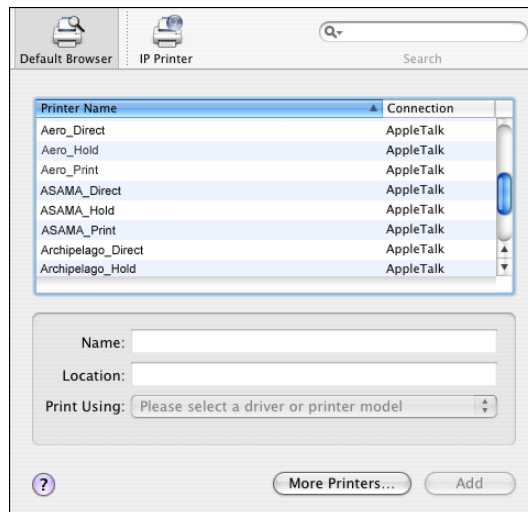 Default Browser IP Printer Search
Printer Name Connection
Aero_Direct AppleTalk
Aero_Hold AppleTalk
Aero_Print AppleTalk
ASAMA_Direct AppleTalk
ASAMA_Hold AppleTalk
ASAMA_Print AppleTalk
Archipelago_Direct AppleTalk
Archipelago_Hold AppleTalk
Name:
Location:
Print Using: Please select a driver or printer model
? More Printers... Add